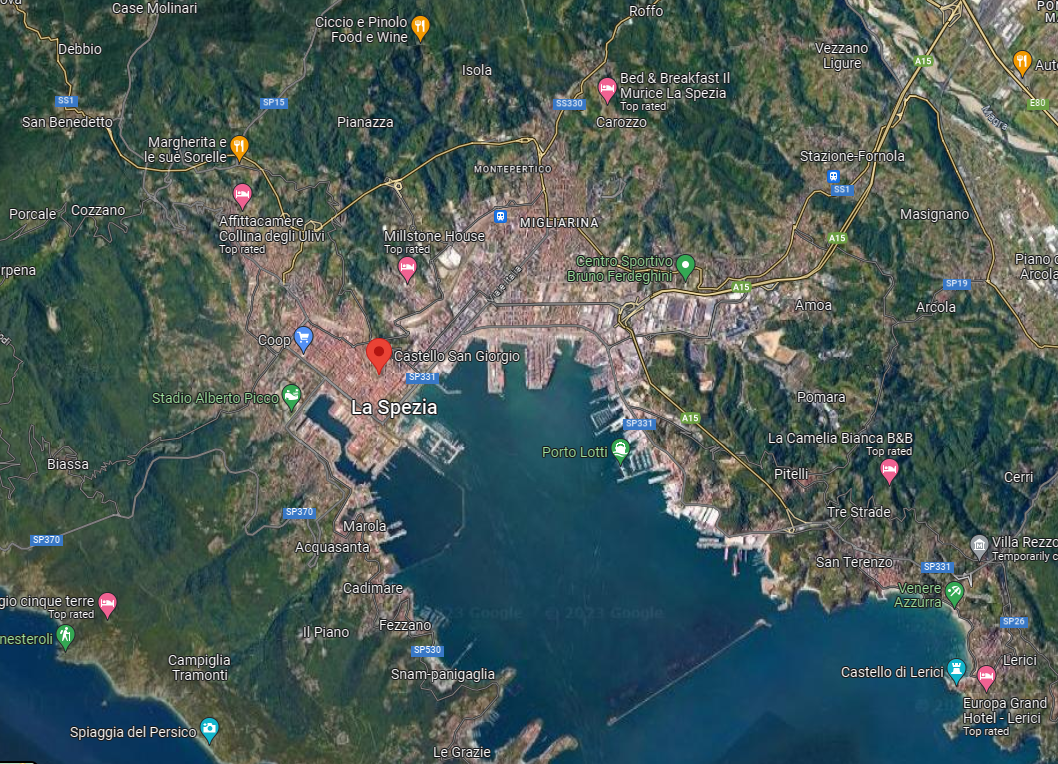 Case Molinari
Roffo
Ciccio e Pinolo
Food e Wine
Debbio
Vezzano
Ligure
A15
Isola
Bed & Breakfast Il
Murice La Spezia
Top rated
SS1
SP15
SS330
E80
San Benedetto
Pianazza
Carozzo
Magra
Margherita e
le sue Sorelle
Stazione-Fornola
MONTEPERTICO
SS1
Porcale
Cozzano
Affittacamere
Collina degli Ulivi
Top rated
MIGLIARINA
Masignano
Millstone House
Top rated
A15
Centro Sportivo
Bruno Ferdeghini
Piano d
Arcola
A15
SP19
Amoa
Arcola
Coop
Castello San Giorgio
SP331
Stadio Alberto Picco
La Spezia
Pomara
A15
SP331
La Camelia Bianca B&B
Top rated
Porto Lotti
Biassa
Pitelli
Cerri
SP370
Tre Strade
Marola
SP370
Acquasanta
Villa Rezzo
Temporarily c
San Terenzo
SP331
Cadimare
Venere
Azzurra
gio cinque terre
Top rated
2023 Google
(c) 2023 Google
Fezzano
SP26
Il Piano
nesteroli
SP530
Campiglia
Tramonti
Snam-panigaglia
Castello di Lerici
Lerici
Europa Grand
Hotel - Lerici
Top rated
Spiaggia del Persico
Le Grazie